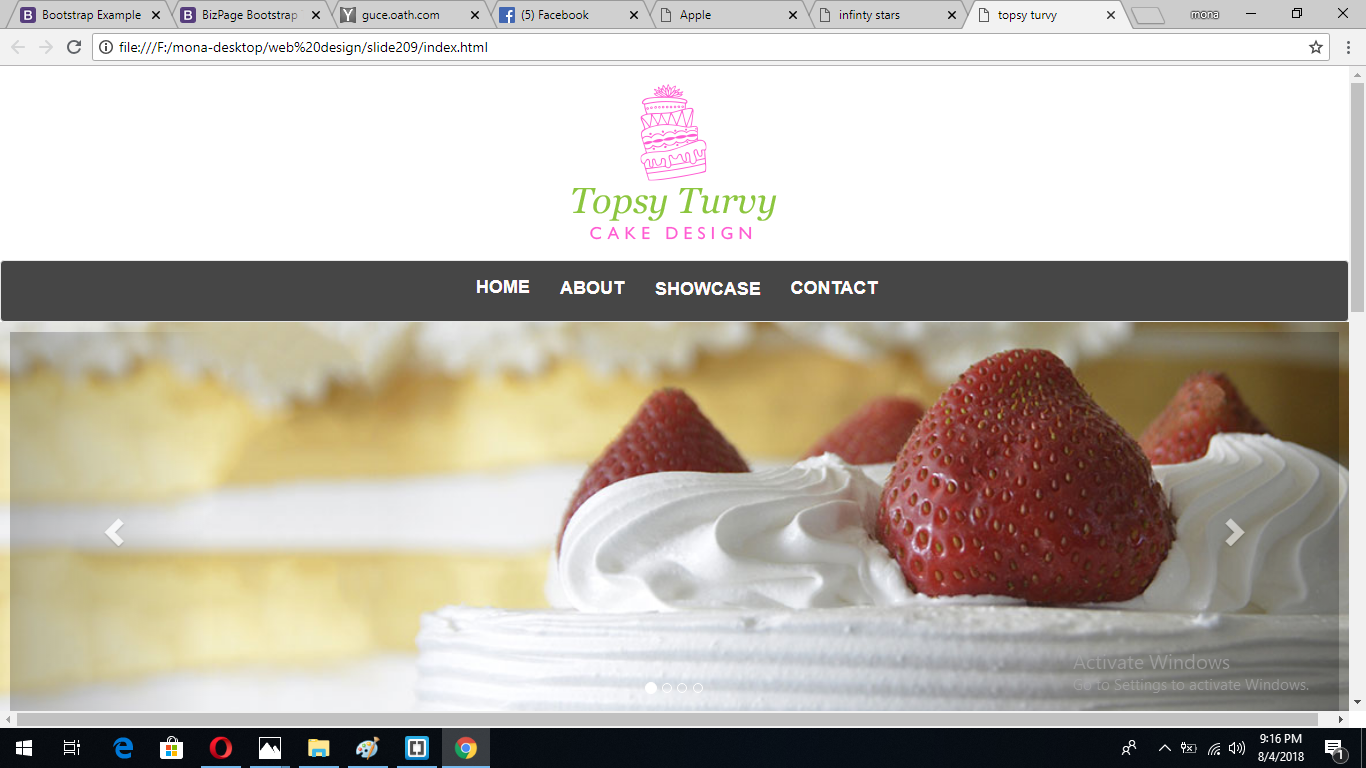 Bootstrap Example
BizPage Bootstrap
guce.oath.com
(5) Facebook
Apple
infinty stars
topsy turvy
mona
file:///F:/mona-desktop/web%20design/slide209/index.html
Topsy Turvy
CAKE DESIGN
HOME ABOUT SHOWCASE CONTACT
Activate Windows
Go to Settings to activate Windows.
9:16 PM
8/4/2018
1